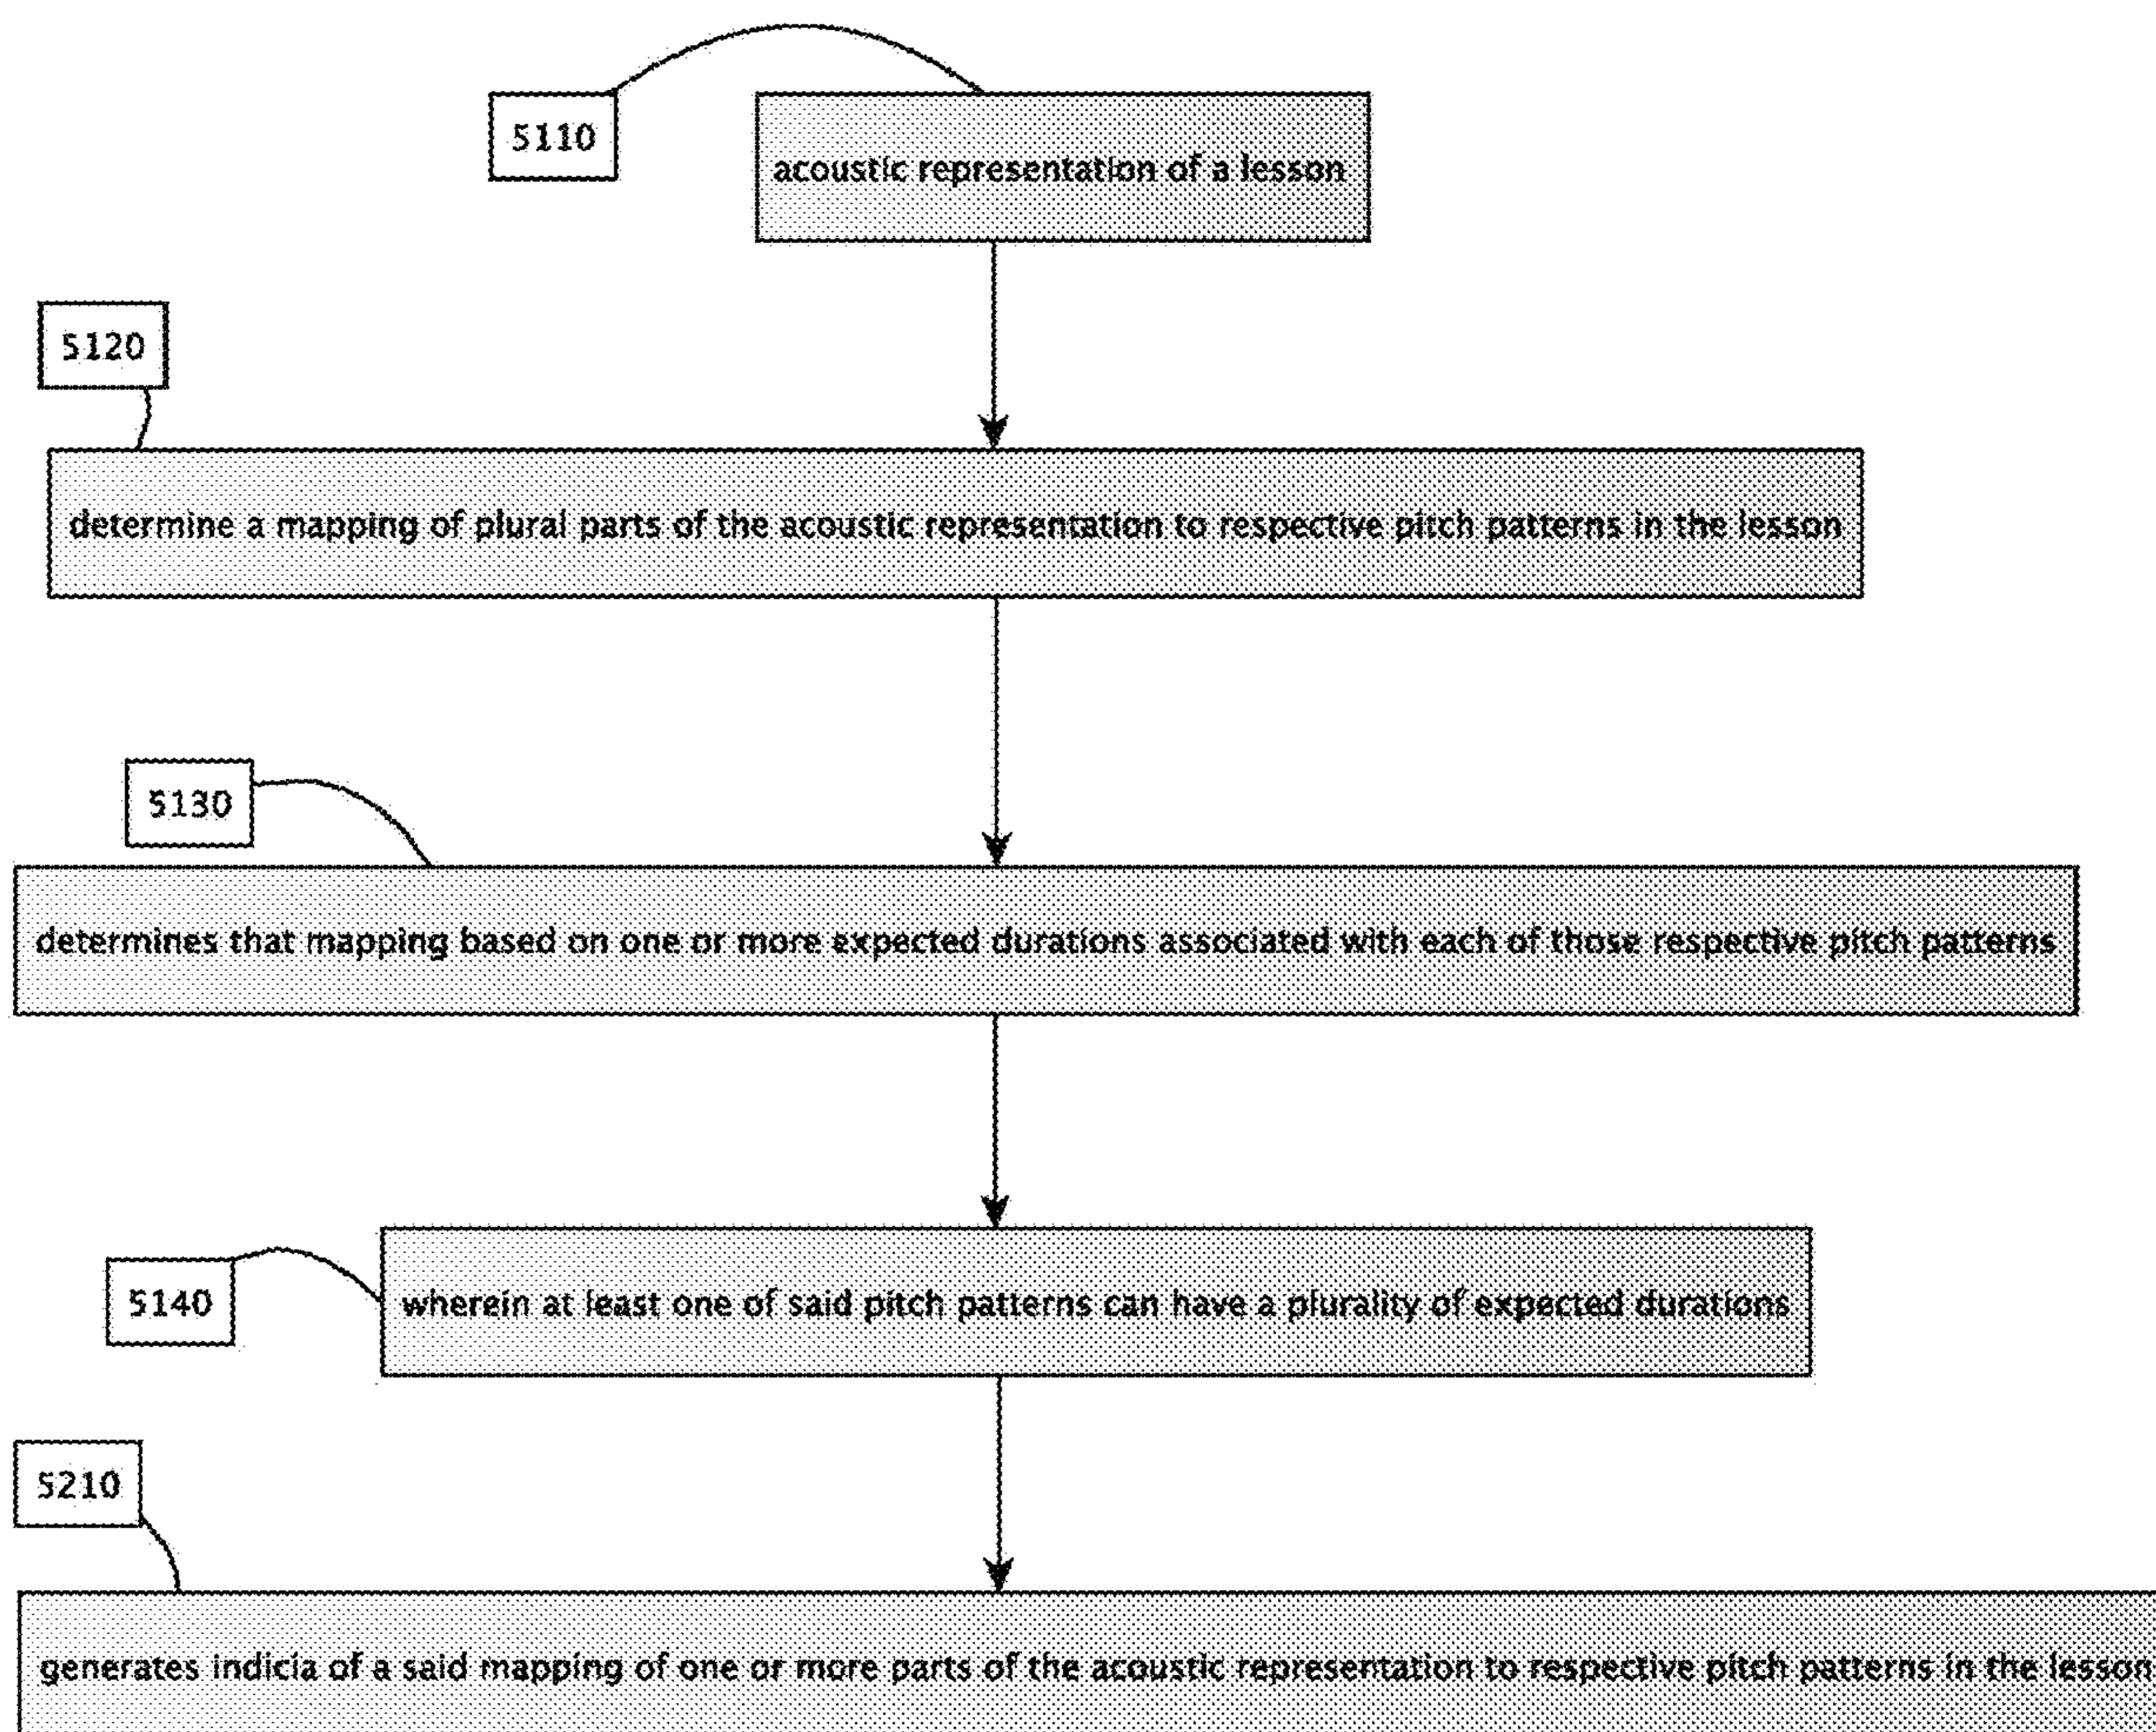 5110
acoustic representation of a lesson
5120
determine a mapping of plural parts of the acoustic representation to respective pitch patterns in the lesson
5130
determines that mapping based on one or more expected durations associated with each of those respective pitch patterns
5140
wherein at least one of said pitch patterns can have a plurality of expected durations
5210
generates indicia of a said mapping of one or more parts of the acoustic representation to respective pitch patterns in the lesson